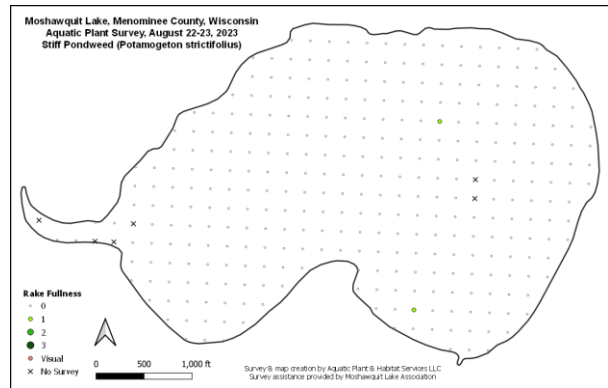 Moshawquit Lake, Menominee County, Wisconsin
Aquatic Plant Survey, August 22-23, 2023
Stiff Pondweed (Potamogeton strictifolius)
Rake Fullness
0
1
2
3
Visual
No Survey
0 500 1,000 ft
Survey & map creation by Aquatic Plant & Habitat Services LLC
Survey assistance provided by Moshawquit Lake Association